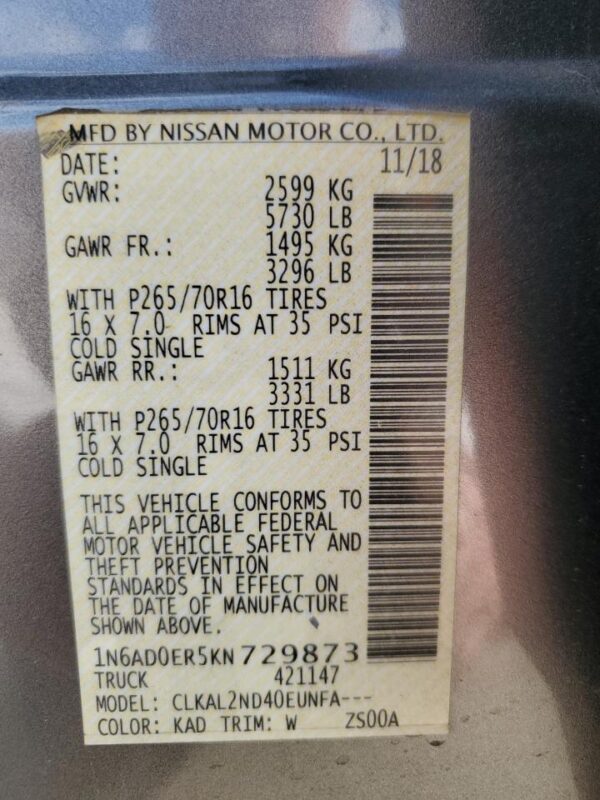 MFD BY NISSAN MOTOR CO., LTD.
DATE: 11/18
GVWR: 2599 KG
5730 LB
GAWR FR.: 1495 KG
3296 LB
WITH P265/70R16 TIRES
16 X 7.0 RIMS AT 35 PSI
COLD SINGLE
GAWR RR.: 1511 KG
3331 LB
WITH P265/70R16 TIRES
16 X 7.0 RIMS AT 35 PSI
COLD SINGLE
THIS VEHICLE CONFORMS TO
ALL APPLICABLE FEDERAL
MOTOR VEHICLE SAFETY AND
THEFT PREVENTION
STANDARDS IN EFFECT ON
THE DATE OF MANUFACTURE
SHOWN ABOVE.
1N6AD0ER5KN729873
TRUCK 421147
MODEL: CLKAL2ND40EUNFA---
COLOR: KAD TRIM: W ZS00A